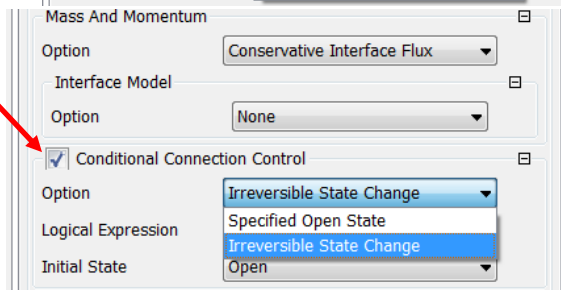 Mass And Momentum
Option Conservative Interface Flux
Interface Model
Option None
Conditional Connection Control
Option Irreversible State Change
Specified Open State
Logical Expression
Irreversible State Change
Initial State Open